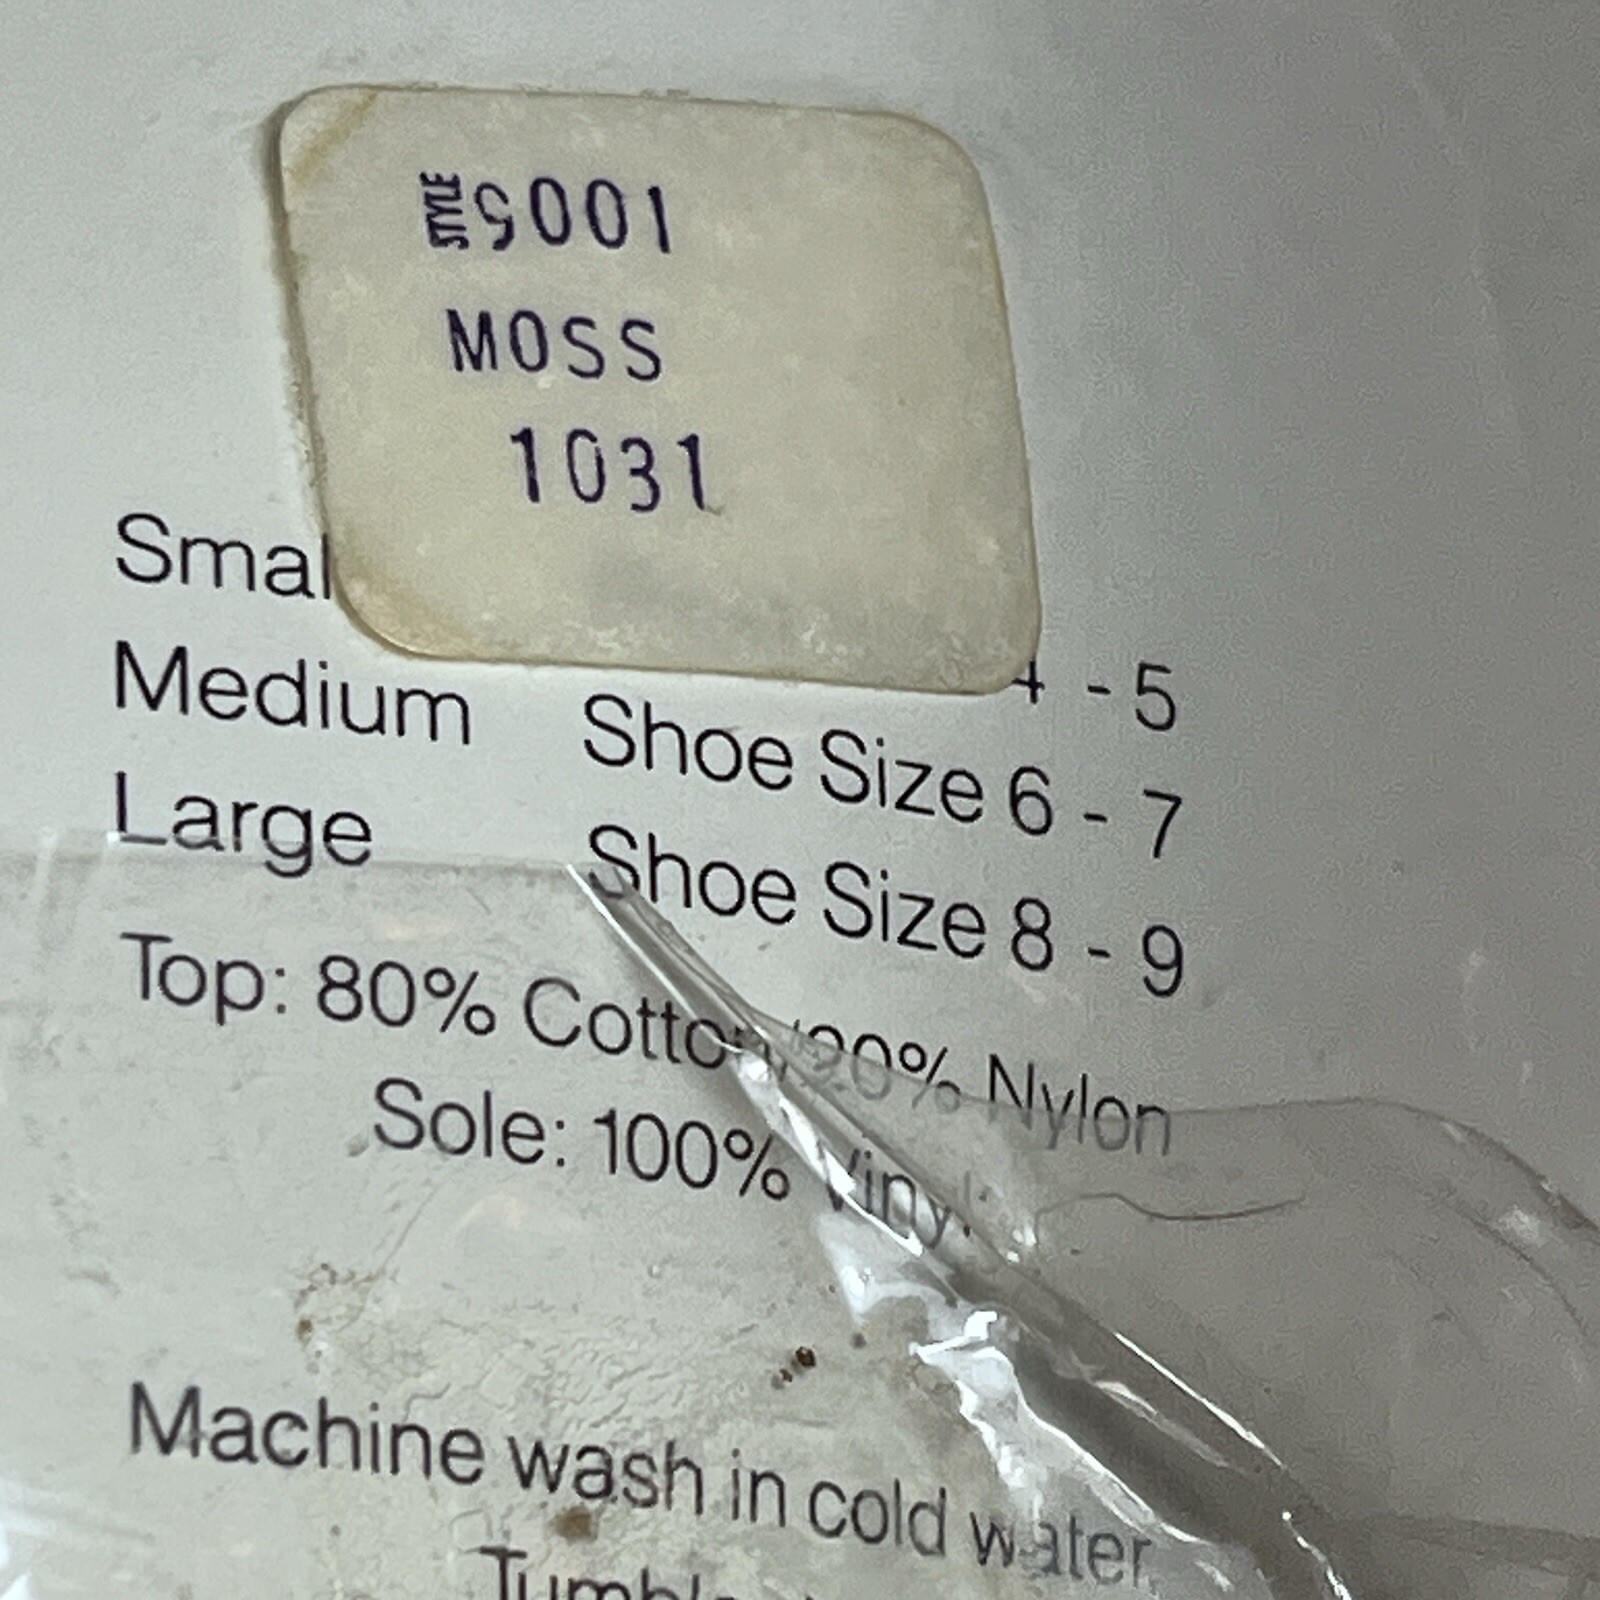 STYLE 5001
MOSS
1031
Smal 4 - 5
Medium Shoe Size 6 - 7
Large Shoe Size 8 - 9
Top: 80% Cotton/20% Nylon
Sole: 100% Vinyl
Machine wash in cold water.
Tumble